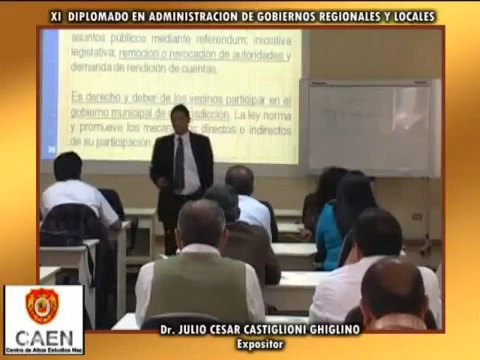 XI DIPLOMADO EN ADMINISTRACION DE GOBIERNOS REGIONALES Y LOCALES
asuntos públicos mediante referendum; iniciativa
legislativa; remoción o revocación de autoridades y
demanda de rendición de cuentas.
Es derecho y deber de los vecinos participar en el
gobierno municipal de jurisdicción. La ley norma
y promueve los directos e indirectos
de su participación
CAEN
Centro de Altos Estudios Nac
Dr. JULIO CESAR CASTIGLIONI GHIGLINO
Expositor